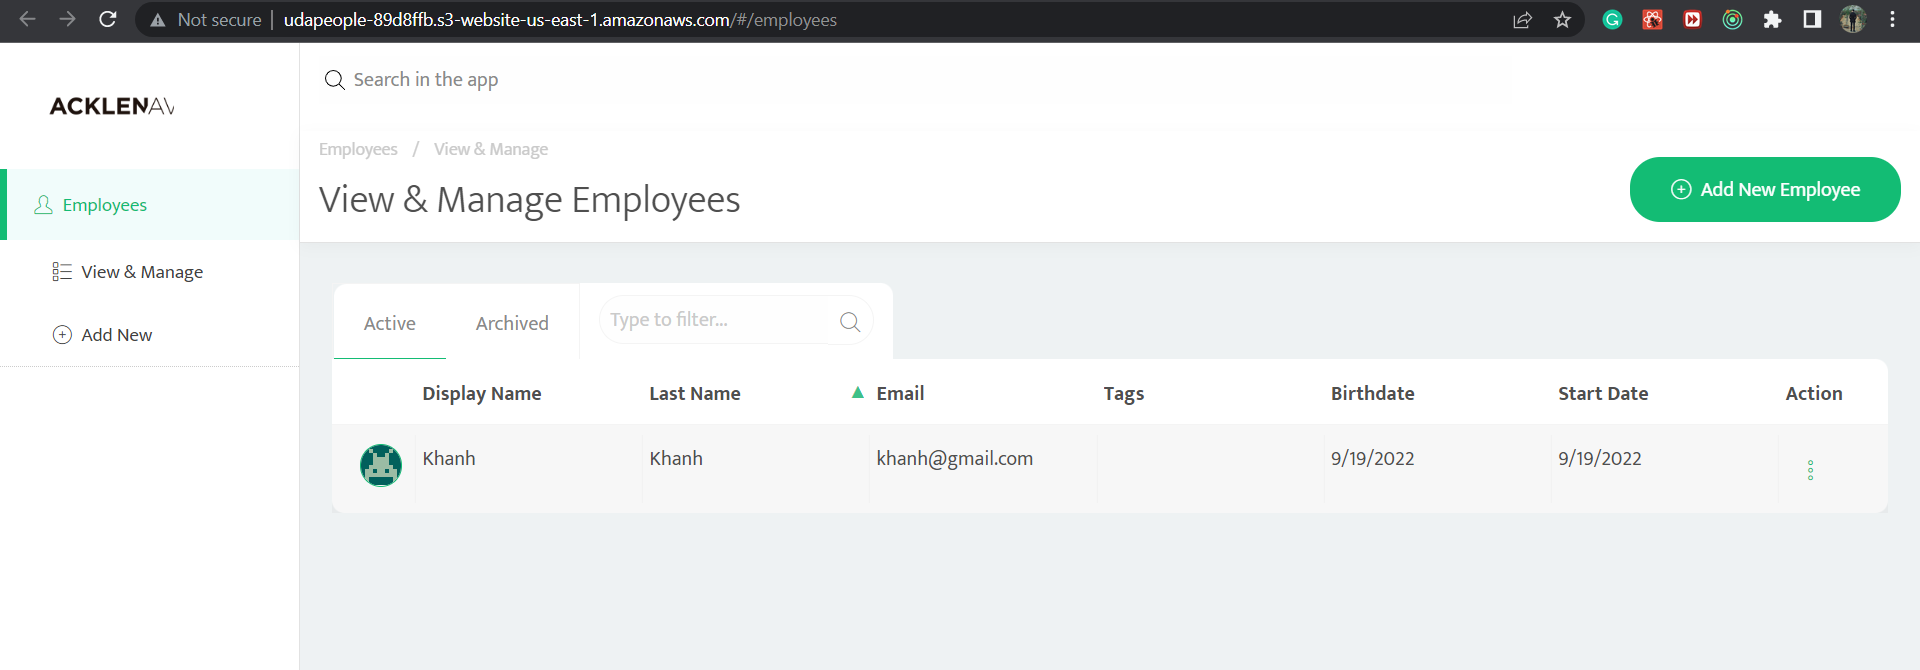 Not secure | udapeople-89d8ffb.s3-website-us-east-1.amazonaws.com/#/employees
Search in the app
ACKLENAV
Employees / View & Manage
View & Manage Employees
Add New Employee
Employees
View & Manage
Add New
Active Archived Type to filter...
Display Name Last Name ▲ Email Tags Birthdate Start Date Action
Khanh Khanh khanh@gmail.com 9/19/2022 9/19/2022